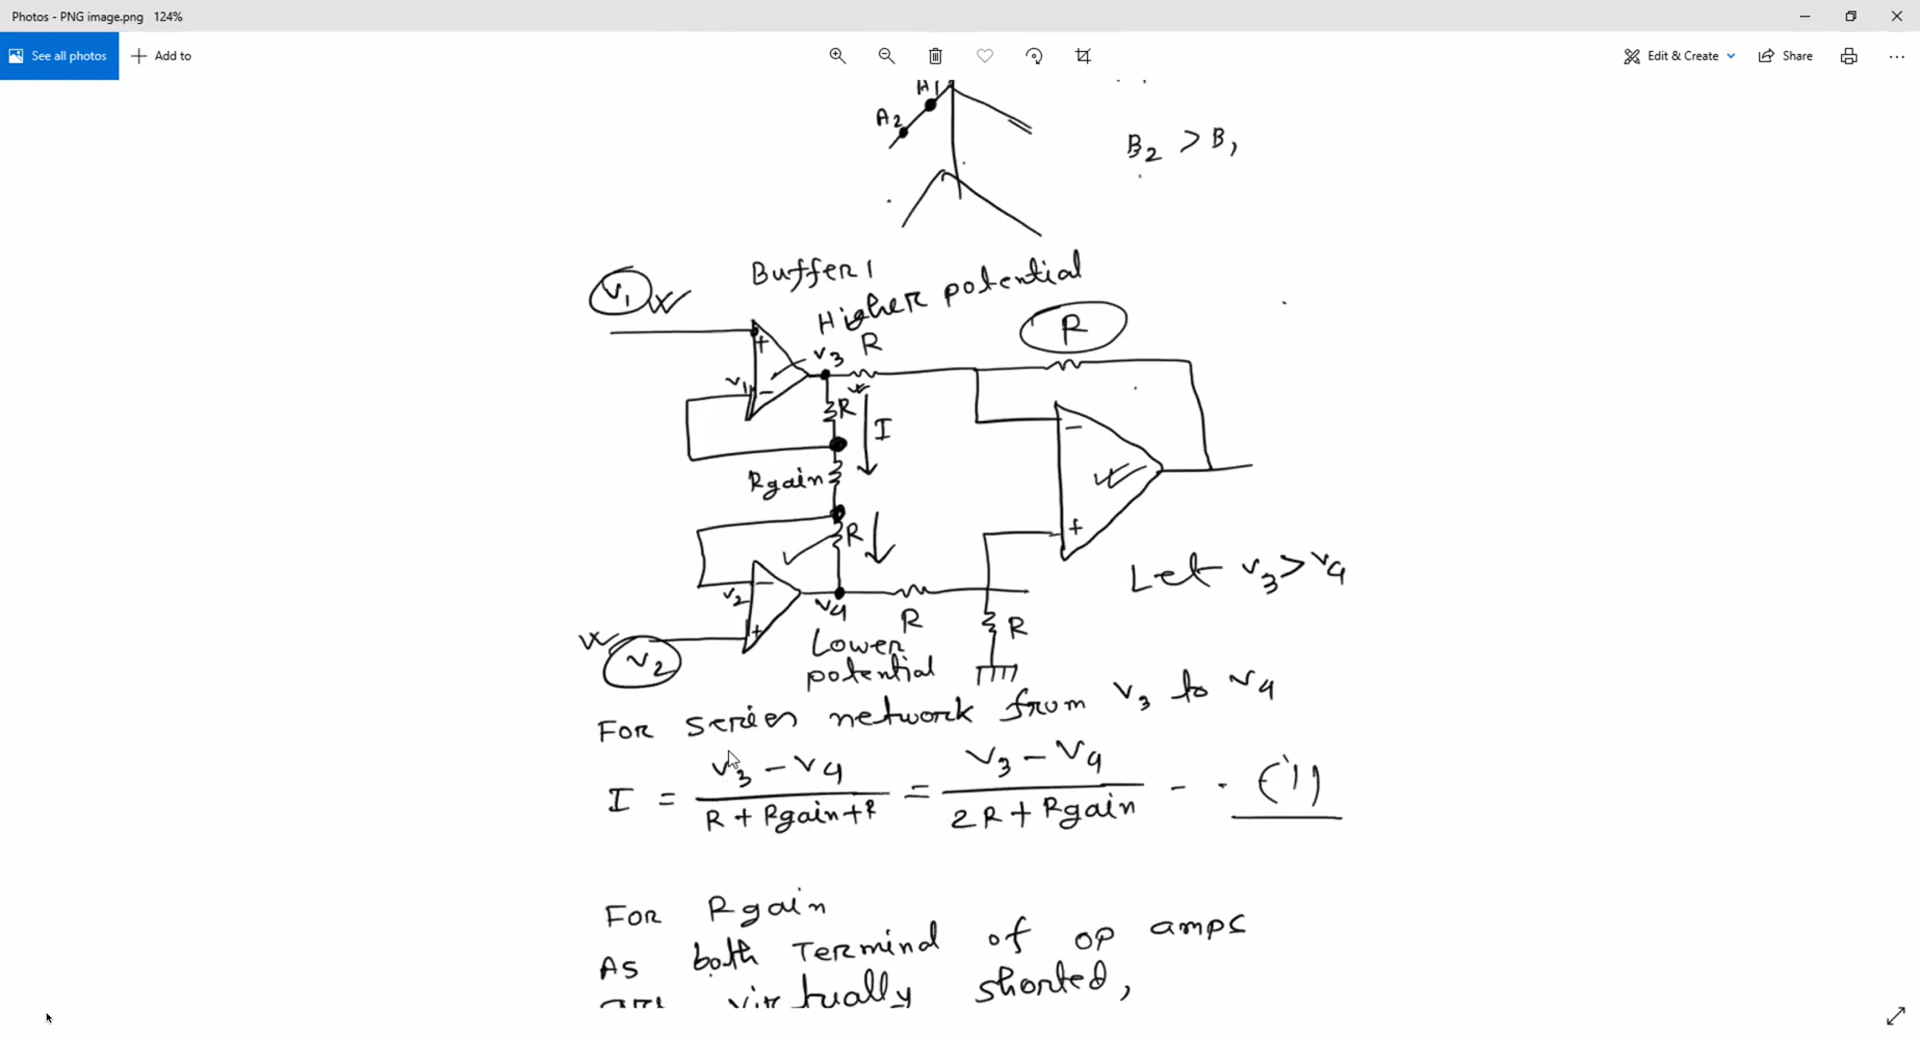 Photos - PNG image.png 124%
See all photos
Add to
Edit & Create
Share
A1
A2
B2 > B1
V1
Buffer 1
Higher potential
R
+
V3
R
V1
-
R
I
-
Rgain
R
+
-
V2
V4
R
R
+
Let V3 > V4
V2
Lower
potential
For series network from V3 to V4
I = V3 - V4 / R + Rgain + R = V3 - V4 / 2R + Rgain - - (1)
For Rgain
As both Termind of op amps
are virtually shorted,